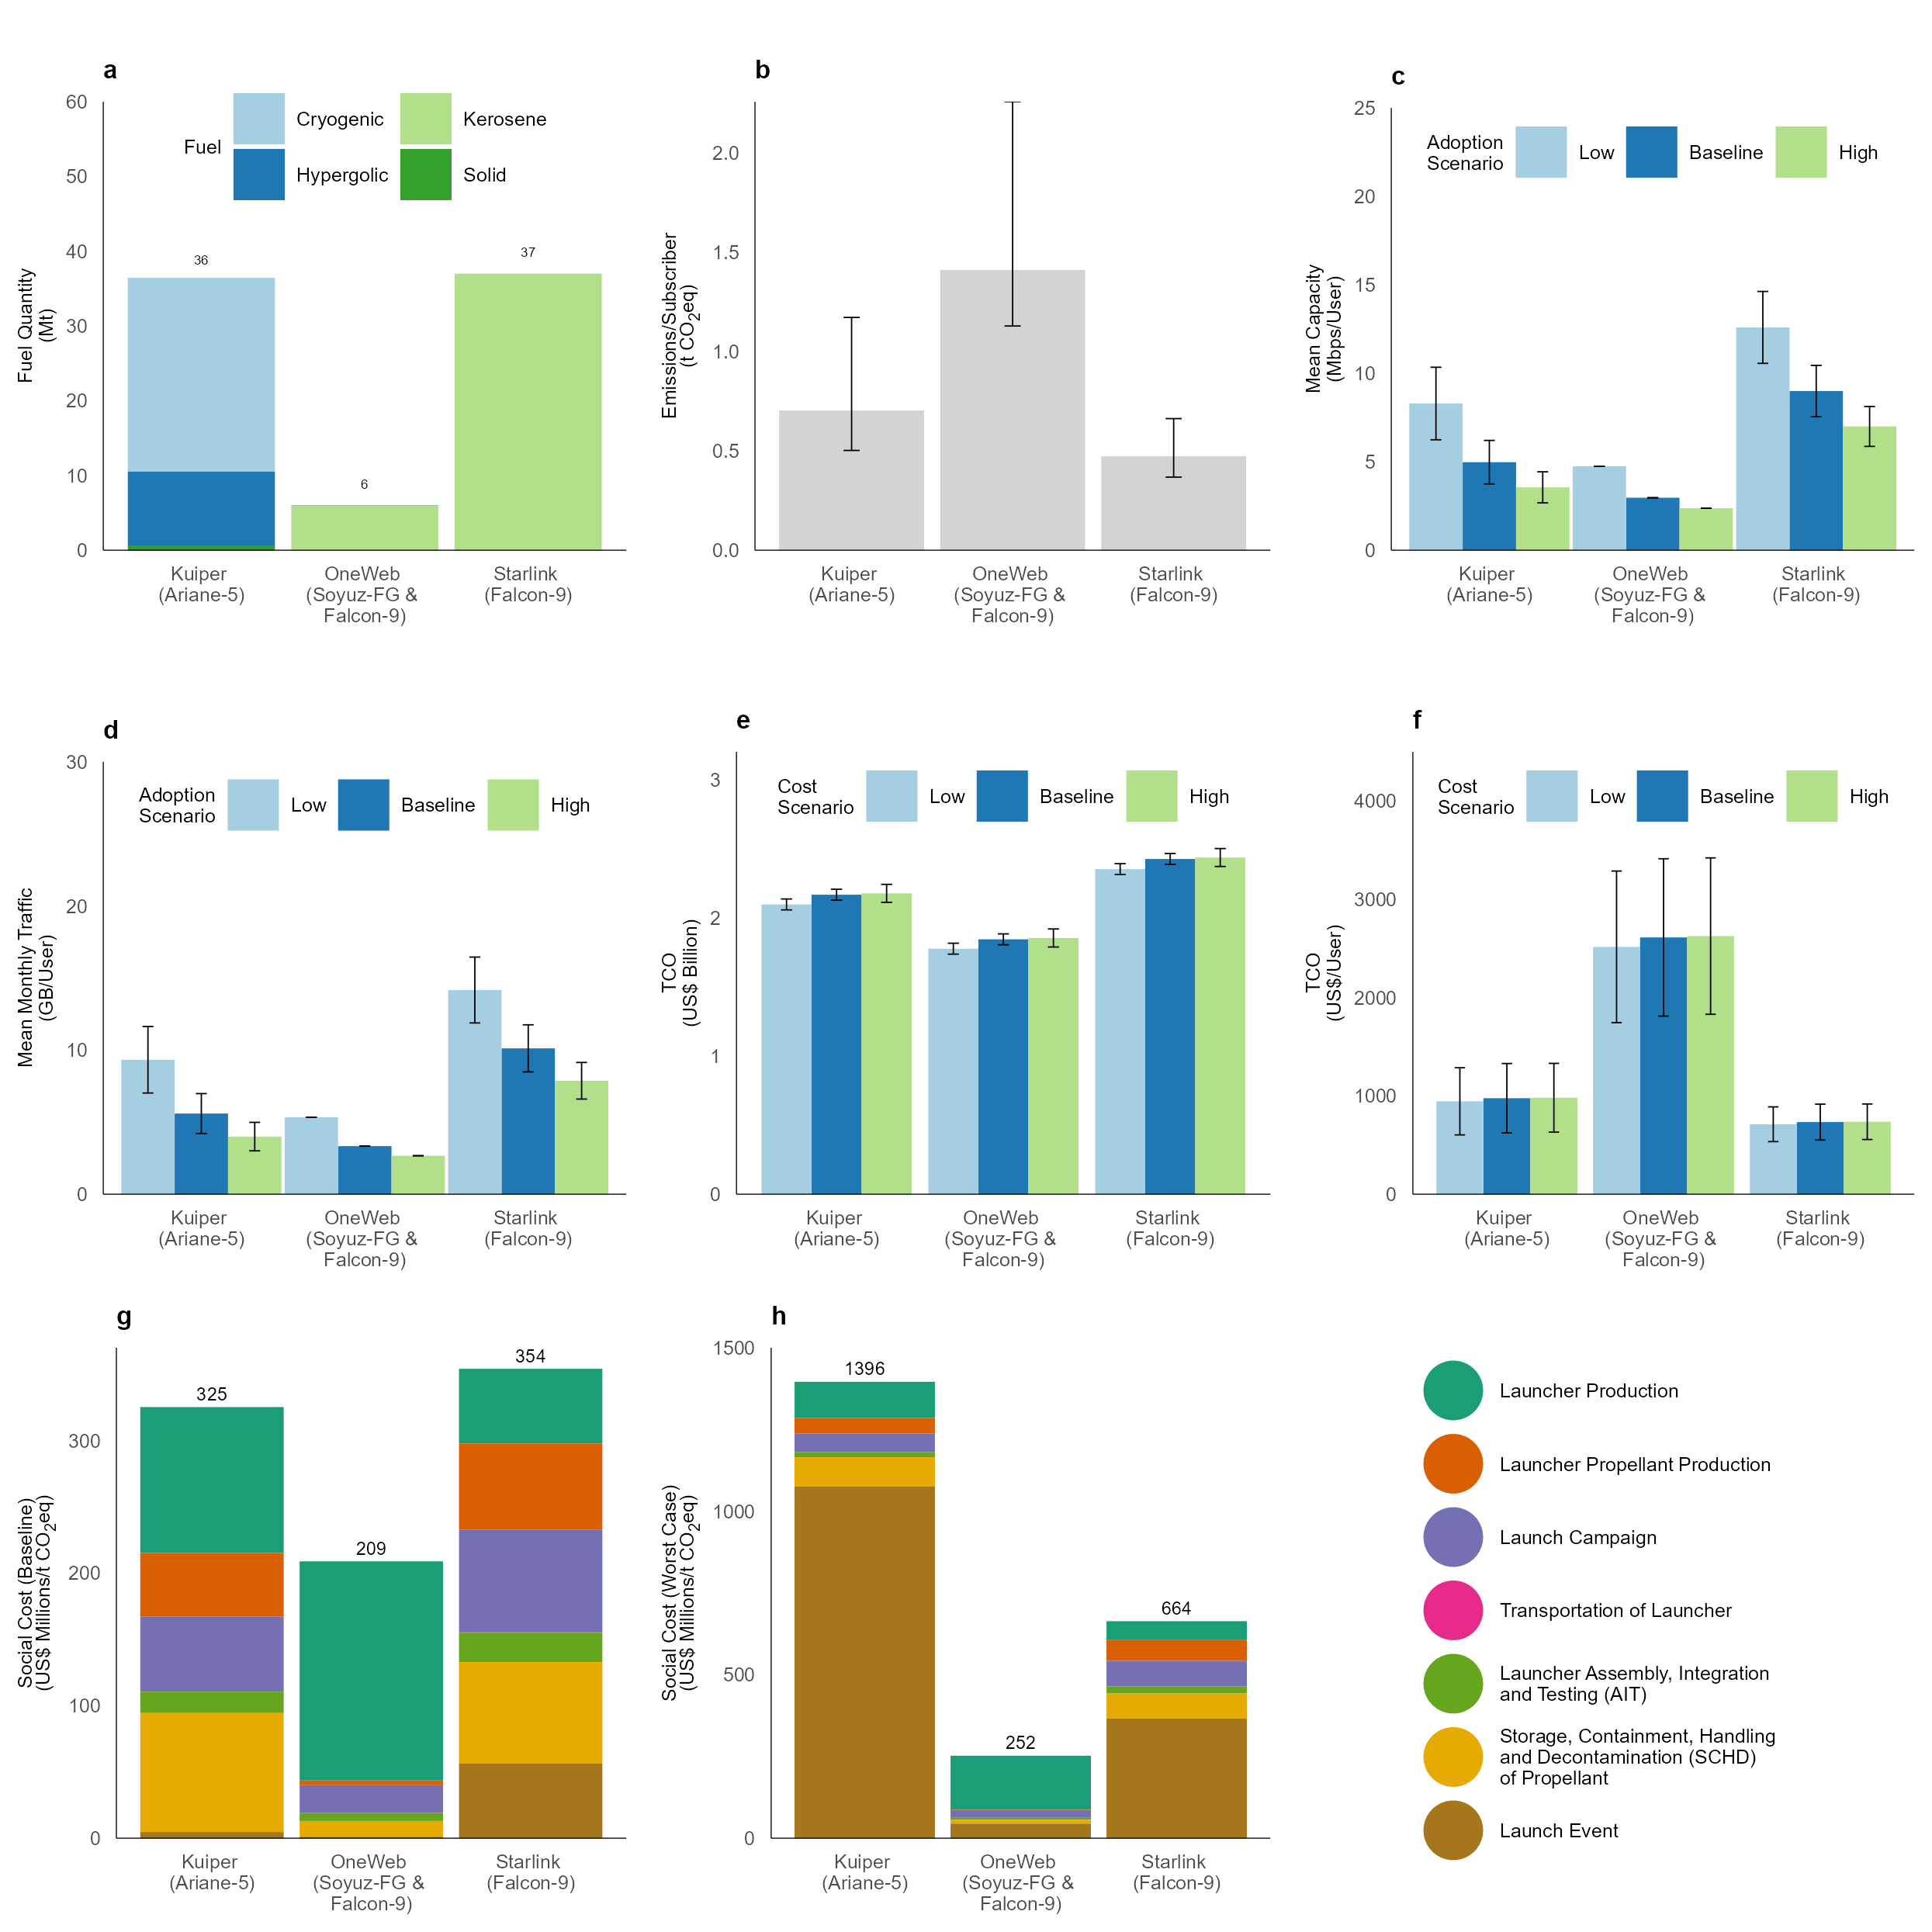 a
Fuel
Cryogenic
Kerosene
Hypergolic
Solid
Fuel Quantity
(Mt)
60
50
40
30
20
10
0
36
6
37
Kuiper
(Ariane-5)
OneWeb
(Soyuz-FG &
Falcon-9)
Starlink
(Falcon-9)
b
Emissions/Subscriber
(t CO₂eq)
2.0
1.5
1.0
0.5
0.0
Kuiper
(Ariane-5)
OneWeb
(Soyuz-FG &
Falcon-9)
Starlink
(Falcon-9)
c
Adoption
Scenario
Low
Baseline
High
Mean Capacity
(Mbps/User)
25
20
15
10
5
0
Kuiper
(Ariane-5)
OneWeb
(Soyuz-FG &
Falcon-9)
Starlink
(Falcon-9)
d
Adoption
Scenario
Low
Baseline
High
Mean Monthly Traffic
(GB/User)
30
20
10
0
Kuiper
(Ariane-5)
OneWeb
(Soyuz-FG &
Falcon-9)
Starlink
(Falcon-9)
e
Cost
Scenario
Low
Baseline
High
TCO
(US$ Billion)
3
2
1
0
Kuiper
(Ariane-5)
OneWeb
(Soyuz-FG &
Falcon-9)
Starlink
(Falcon-9)
f
Cost
Scenario
Low
Baseline
High
TCO
(US$/User)
4000
3000
2000
1000
0
Kuiper
(Ariane-5)
OneWeb
(Soyuz-FG &
Falcon-9)
Starlink
(Falcon-9)
g
Social Cost (Baseline)
(US$ Millions/t CO₂eq)
300
200
100
0
325
209
354
Kuiper
(Ariane-5)
OneWeb
(Soyuz-FG &
Falcon-9)
Starlink
(Falcon-9)
h
Social Cost (Worst Case)
(US$ Millions/t CO₂eq)
1500
1000
500
0
1396
252
664
Kuiper
(Ariane-5)
OneWeb
(Soyuz-FG &
Falcon-9)
Starlink
(Falcon-9)
Launcher Production
Launcher Propellant Production
Launch Campaign
Transportation of Launcher
Launcher Assembly, Integration
and Testing (AIT)
Storage, Containment, Handling
and Decontamination (SCHD)
of Propellant
Launch Event